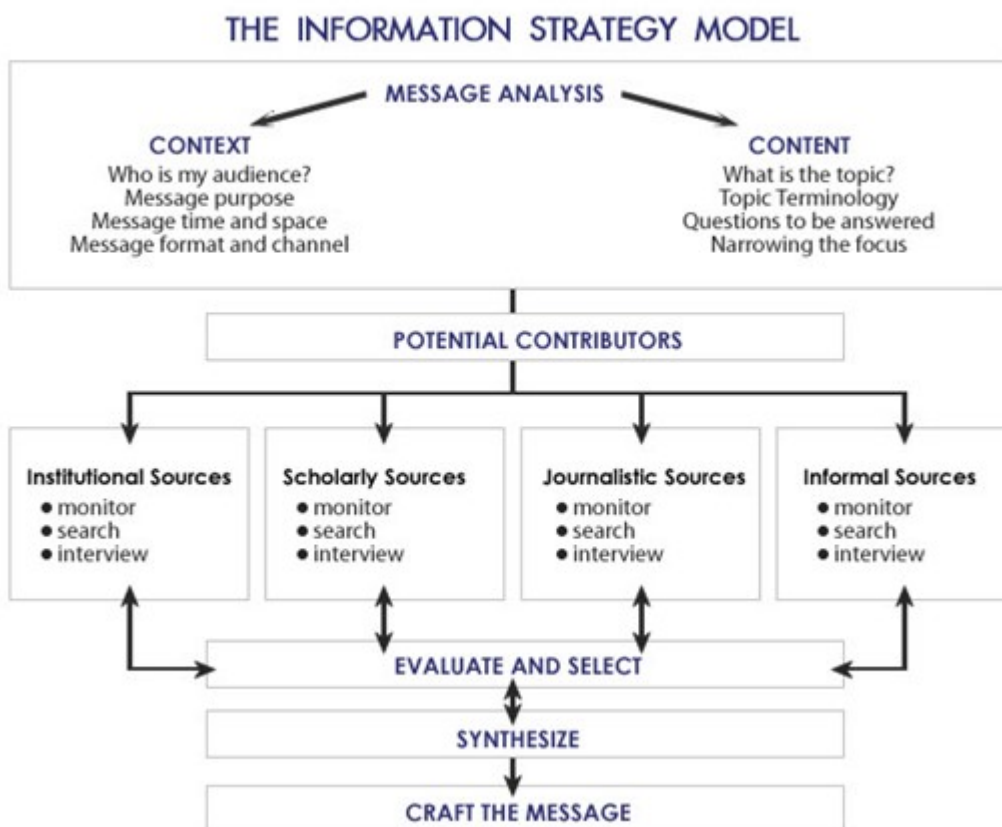 THE INFORMATION STRATEGY MODEL
MESSAGE ANALYSIS
CONTEXT
Who is my audience?
Message purpose
Message time and space
Message format and channel
CONTENT
What is the topic?
Topic Terminology
Questions to be answered
Narrowing the focus
POTENTIAL CONTRIBUTORS
Institutional Sources
● monitor
● search
● interview
Scholarly Sources
● monitor
● search
● interview
Journalistic Sources
● monitor
● search
● interview
Informal Sources
● monitor
● search
● interview
EVALUATE AND SELECT
SYNTHESIZE
CRAFT THE MESSAGE